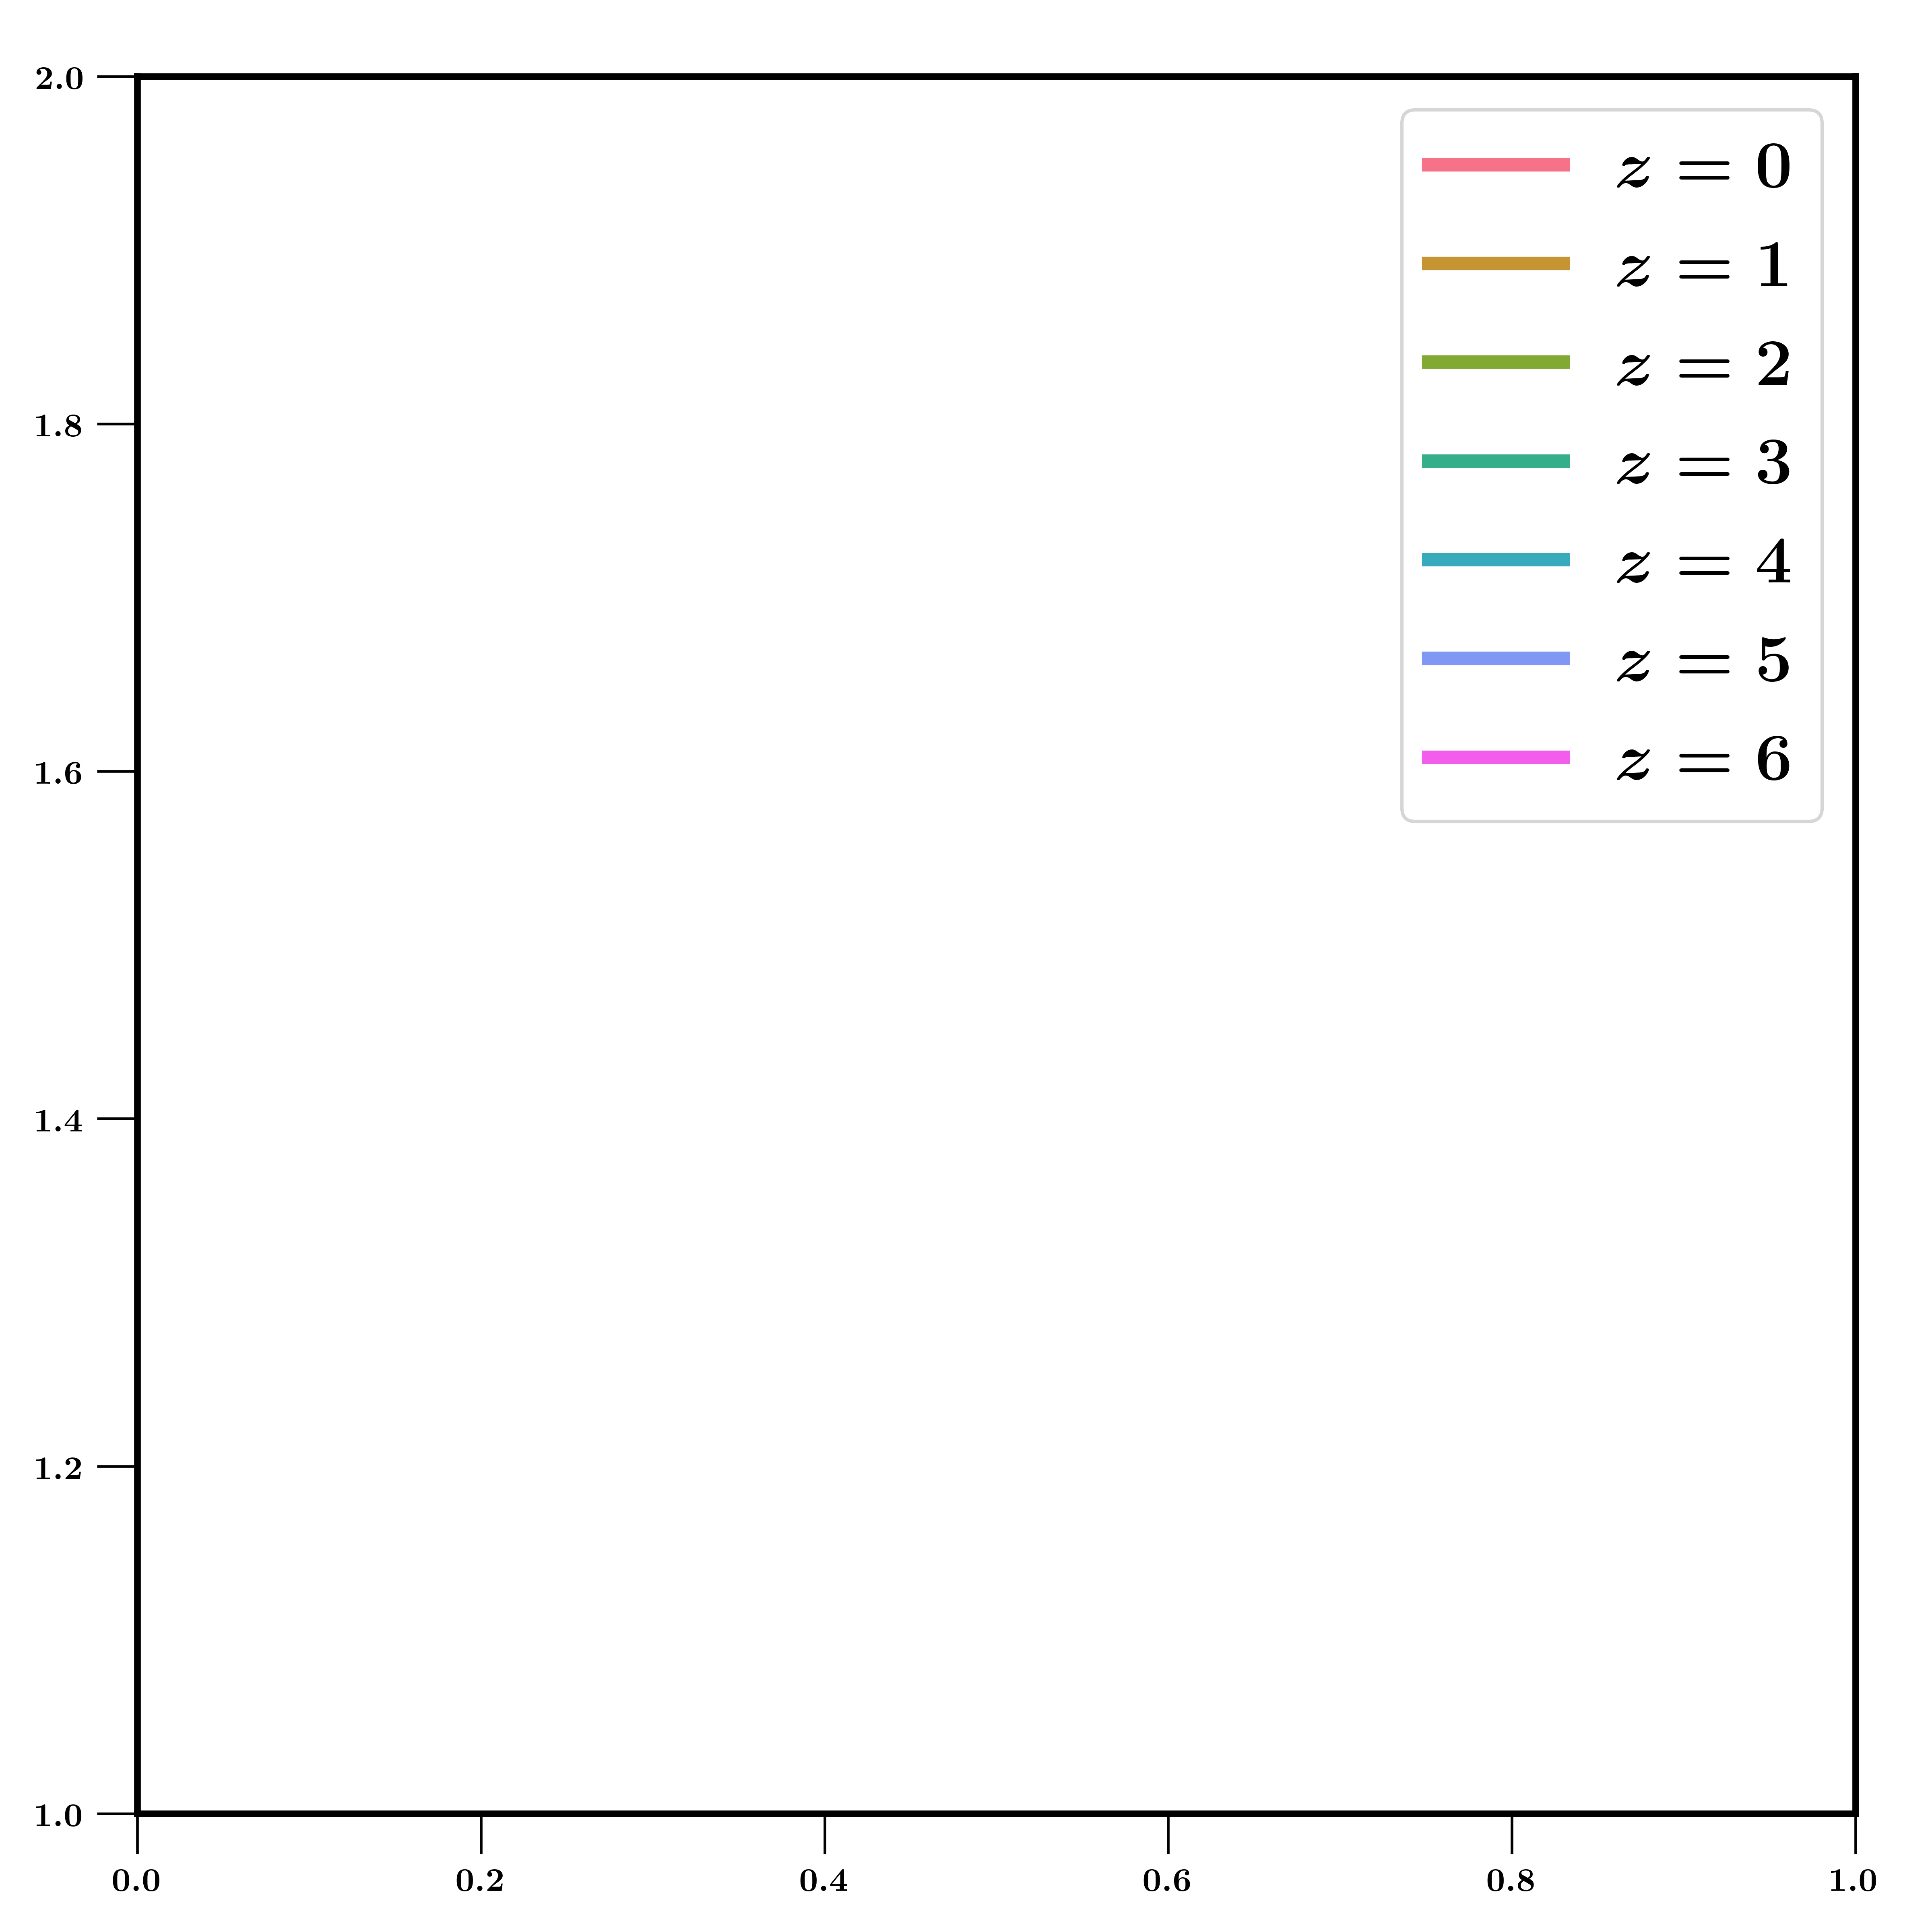 2.0
z = 0
z = 1
z = 2
1.8
z = 3
z = 4
z = 5
z = 6
1.6
1.4
1.2
1.0
0.0 0.2 0.4 0.6 0.8 1.0